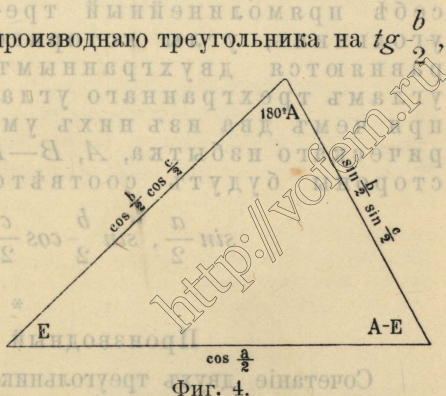 производнаго треугольника на tg b/2,
180°A
cos b/2 cos c/2
sin b/2 sin c/2
http://vofem.ru
E
A-E
cos a/2
Фиг. 4.